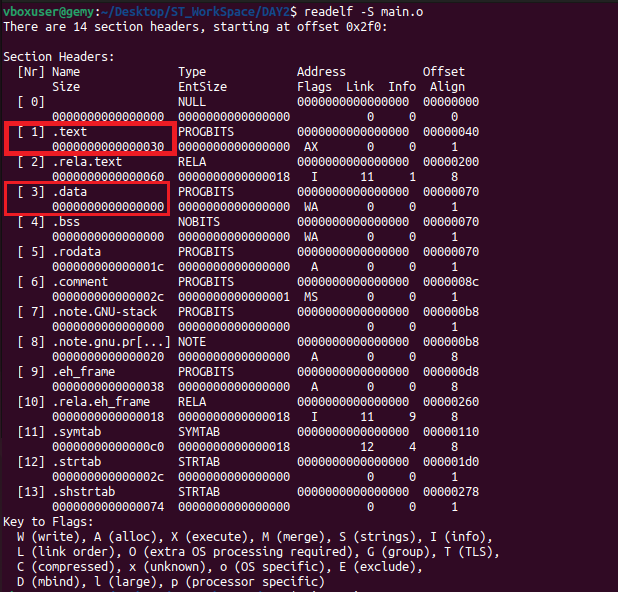 vboxuser@gemy:~/Desktop/ST_WorkSpace/DAY2$ readelf -S main.o
There are 14 section headers, starting at offset 0x2f0:
Section Headers:
[Nr] Name Type Address Offset
Size EntSize Flags Link Info Align
[ 0] NULL 0000000000000000 00000000
0000000000000000 0000000000000000 0 0 0
[ 1] .text PROGBITS 0000000000000000 00000040
0000000000000030 0000000000000000 AX 0 0 1
[ 2] .rela.text RELA 0000000000000000 00000200
0000000000000060 0000000000000018 I 11 1 8
[ 3] .data PROGBITS 0000000000000000 00000070
0000000000000000 0000000000000000 WA 0 0 1
[ 4] .bss NOBITS 0000000000000000 00000070
0000000000000000 0000000000000000 WA 0 0 1
[ 5] .rodata PROGBITS 0000000000000000 00000070
000000000000001c 0000000000000000 A 0 0 1
[ 6] .comment PROGBITS 0000000000000000 0000008c
000000000000002c 0000000000000001 MS 0 0 1
[ 7] .note.GNU-stack PROGBITS 0000000000000000 000000b8
0000000000000000 0000000000000000 0 0 1
[ 8] .note.gnu.pr[...] NOTE 0000000000000000 000000b8
0000000000000020 0000000000000000 A 0 0 8
[ 9] .eh_frame PROGBITS 0000000000000000 000000d8
0000000000000038 0000000000000000 A 0 0 8
[10] .rela.eh_frame RELA 0000000000000000 00000260
0000000000000018 0000000000000018 I 11 9 8
[11] .symtab SYMTAB 0000000000000000 00000110
00000000000000c0 0000000000000018 12 4 8
[12] .strtab STRTAB 0000000000000000 000001d0
000000000000002c 0000000000000000 0 0 1
[13] .shstrtab STRTAB 0000000000000000 00000278
0000000000000074 0000000000000000 0 0 1
Key to Flags:
W (write), A (alloc), X (execute), M (merge), S (strings), I (info),
L (link order), O (extra OS processing required), G (group), T (TLS),
C (compressed), x (unknown), o (OS specific), E (exclude),
D (mbind), l (large), p (processor specific)